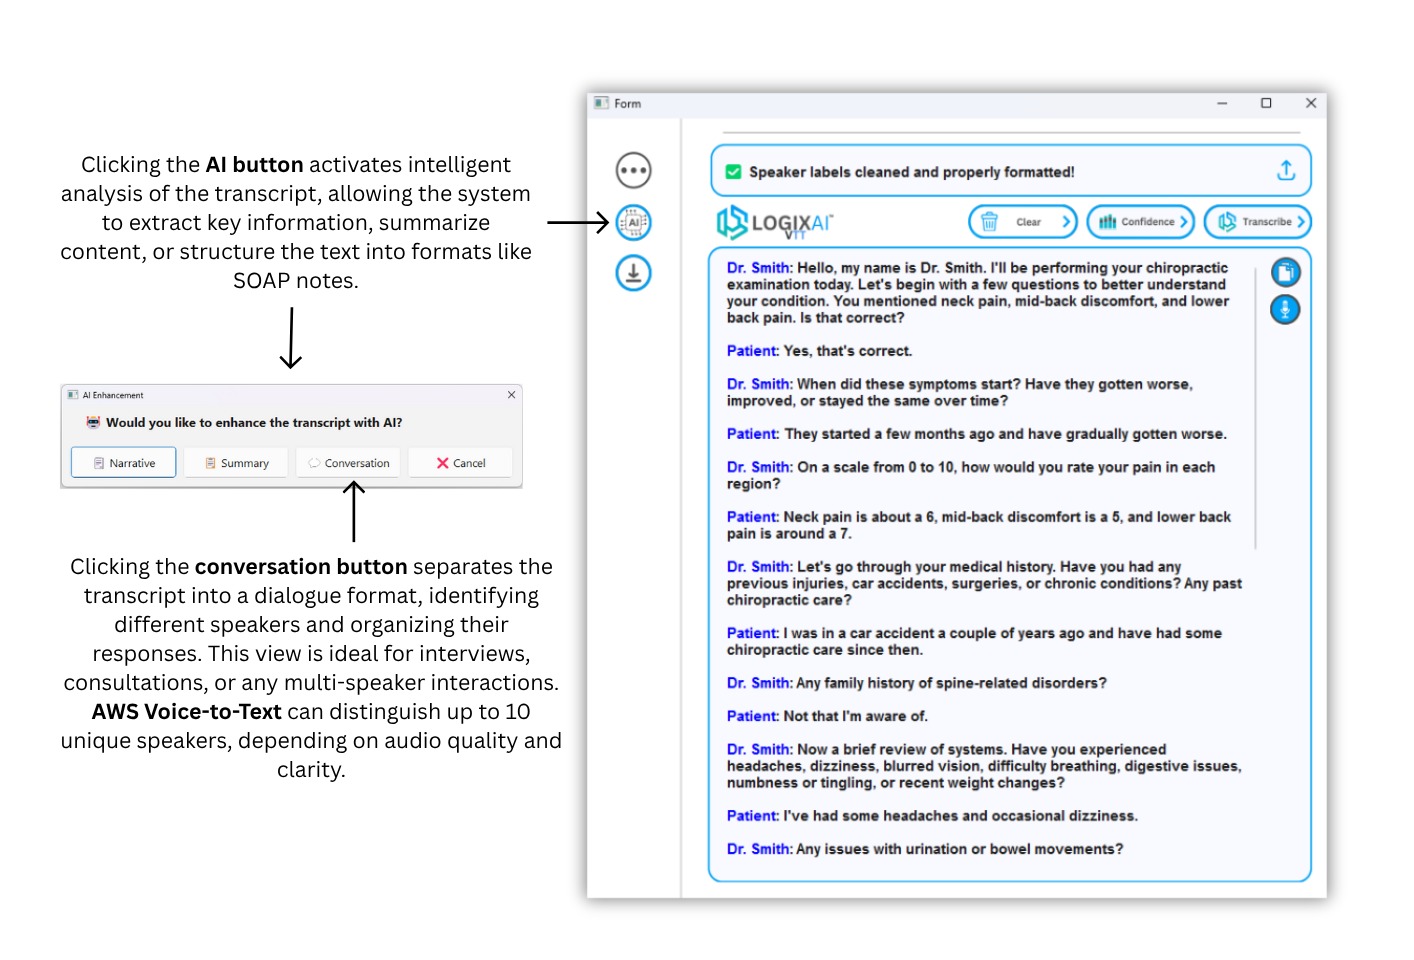 Clicking the AI button activates intelligent
analysis of the transcript, allowing the system
to extract key information, summarize
content, or structure the text into formats like
SOAP notes.
AI Enhancement
Would you like to enhance the transcript with AI?
Narrative
Summary
Conversation
Cancel
Clicking the conversation button separates the
transcript into a dialogue format, identifying
different speakers and organizing their
responses. This view is ideal for interviews,
consultations, or any multi-speaker interactions.
AWS Voice-to-Text can distinguish up to 10
unique speakers, depending on audio quality and
clarity.
Form
AI
Speaker labels cleaned and properly formatted!
LOGIXAI™
VTT
Clear
Confidence
Transcribe
Dr. Smith: Hello, my name is Dr. Smith. I'll be performing your chiropractic
examination today. Let's begin with a few questions to better understand
your condition. You mentioned neck pain, mid-back discomfort, and lower
back pain. Is that correct?
Patient: Yes, that's correct.
Dr. Smith: When did these symptoms start? Have they gotten worse,
improved, or stayed the same over time?
Patient: They started a few months ago and have gradually gotten worse.
Dr. Smith: On a scale from 0 to 10, how would you rate your pain in each
region?
Patient: Neck pain is about a 6, mid-back discomfort is a 5, and lower back
pain is around a 7.
Dr. Smith: Let's go through your medical history. Have you had any
previous injuries, car accidents, surgeries, or chronic conditions? Any past
chiropractic care?
Patient: I was in a car accident a couple of years ago and have had some
chiropractic care since then.
Dr. Smith: Any family history of spine-related disorders?
Patient: Not that I'm aware of.
Dr. Smith: Now a brief review of systems. Have you experienced
headaches, dizziness, blurred vision, difficulty breathing, digestive issues,
numbness or tingling, or recent weight changes?
Patient: I've had some headaches and occasional dizziness.
Dr. Smith: Any issues with urination or bowel movements?